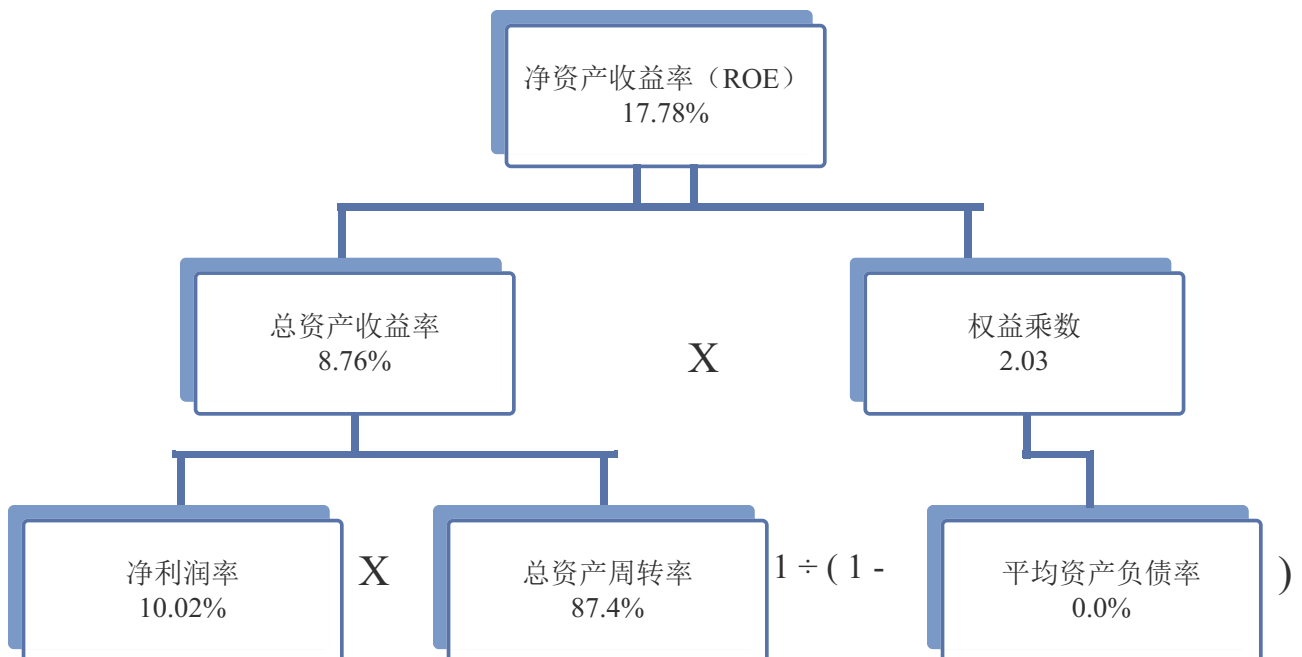 净资产收益率（ROE）
17.78%
总资产收益率
8.76%
X
权益乘数
2.03
净利润率
10.02%
X
总资产周转率
87.4%
1 ÷ ( 1 -
平均资产负债率
0.0%
)